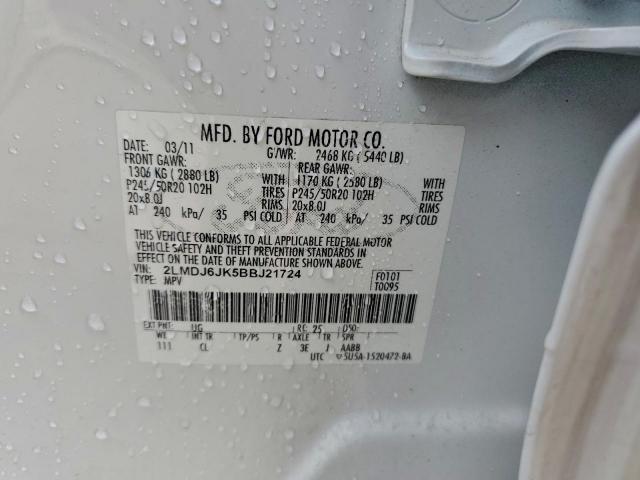 MFD. BY FORD MOTOR CO.
DATE: 03/11 GVWR: 2468 KG ( 5440 LB)
FRONT GAWR: REAR GAWR:
1306 KG ( 2880 LB) WITH 1170 KG ( 2580 LB) WITH
P245/50R20 102H TIRES P245/50R20 102H TIRES
20x8.0J RIMS 20x8.0J RIMS
AT 240 kPa/ 35 PSI COLD AT 240 kPa/ 35 PSI COLD
THIS VEHICLE CONFORMS TO ALL APPLICABLE FEDERAL MOTOR
VEHICLE SAFETY AND THEFT PREVENTION STANDARDS IN EFFECT
ON THE DATE OF MANUFACTURE SHOWN ABOVE.
VIN: 2LMDJ6JK5BBJ21724 F0101
TYPE: MPV T0095
EXT PNT: UG RC: 25 DSO:
WB INT TR TP/PS R AXLE TR SPR
111 CL Z 3E J AABB
UTC 5U5A-1520472-BA